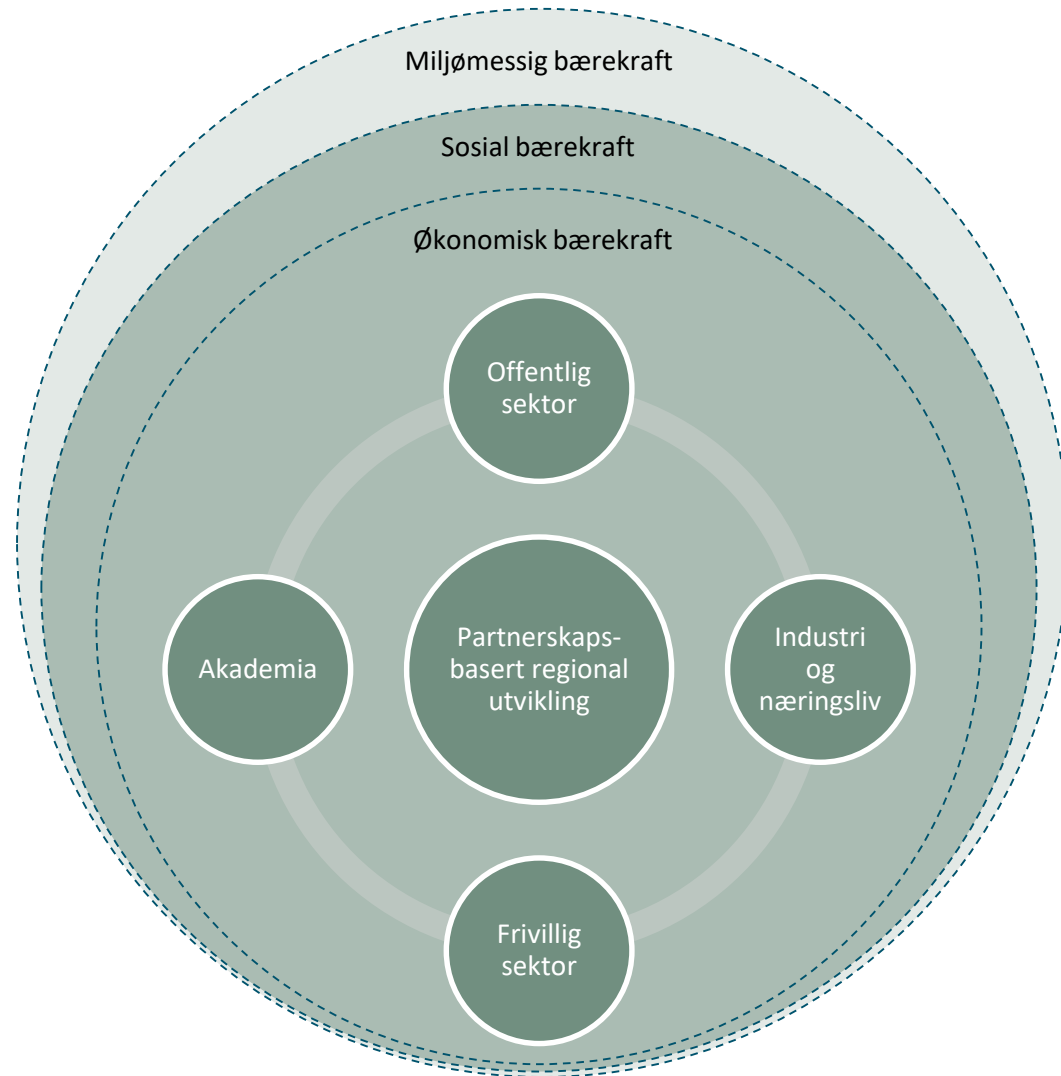 Miljømessig bærekraft
Sosial bærekraft
Økonomisk bærekraft
Offentlig
sektor
Akademia
Partnerskaps-
basert regional
utvikling
Industri
og
næringsliv
Frivillig
sektor